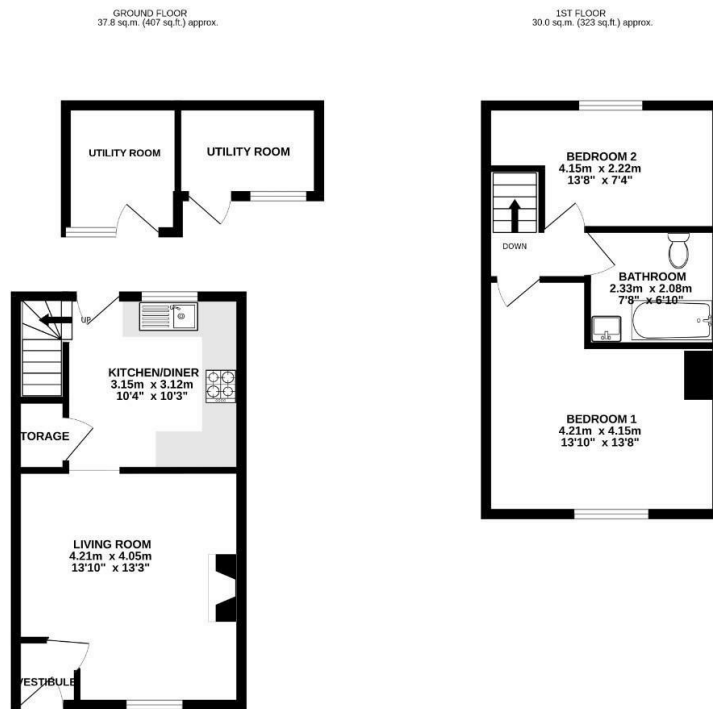 GROUND FLOOR
37.8 sq.m. (407 sq.ft.) approx.
1ST FLOOR
30.0 sq.m. (323 sq.ft.) approx.
UTILITY ROOM
UTILITY ROOM
UP
KITCHEN/DINER
3.15m x 3.12m
10'4" x 10'3"
TORAGE
LIVING ROOM
4.21m x 4.05m
13'10" x 13'3"
VESTIBULE
BEDROOM 2
4.15m x 2.22m
13'8" x 7'4"
DOWN
BATHROOM
2.33m x 2.08m
7'8" x 6'10"
BEDROOM 1
4.21m x 4.15m
13'10" x 13'8"